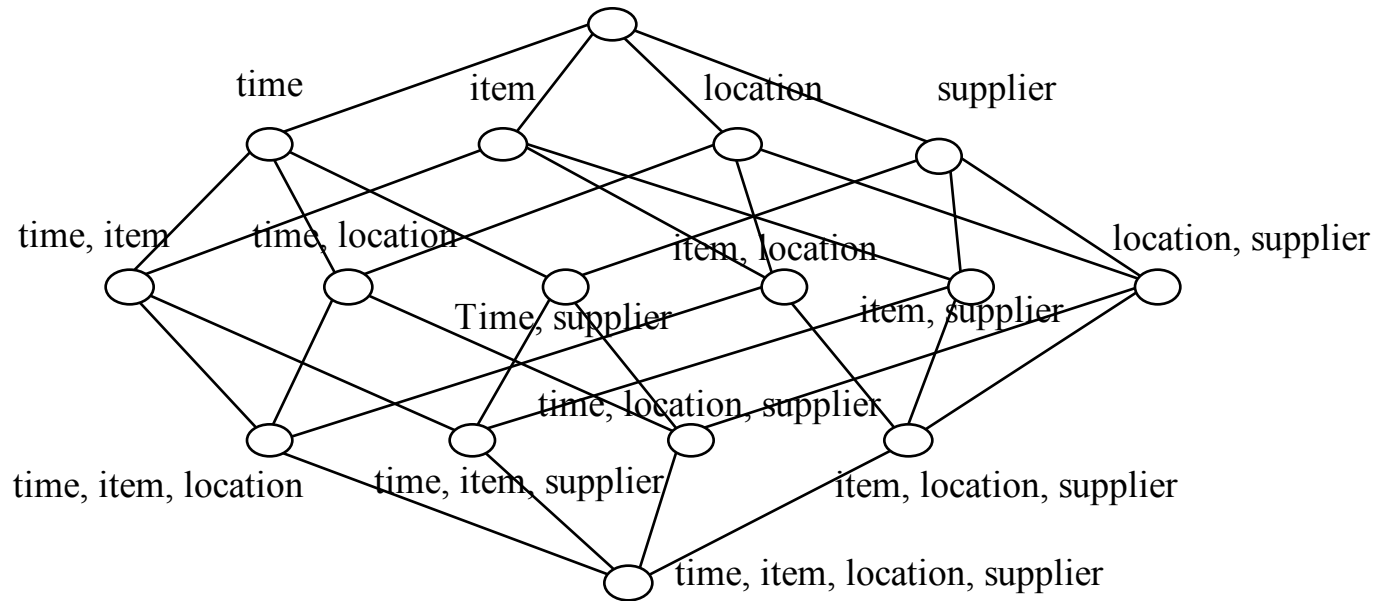 time
item
location
supplier
time, item
time, location
item, location
location, supplier
Time, supplier
item, supplier
time, location, supplier
time, item, location
time, item, supplier
item, location, supplier
time, item, location, supplier